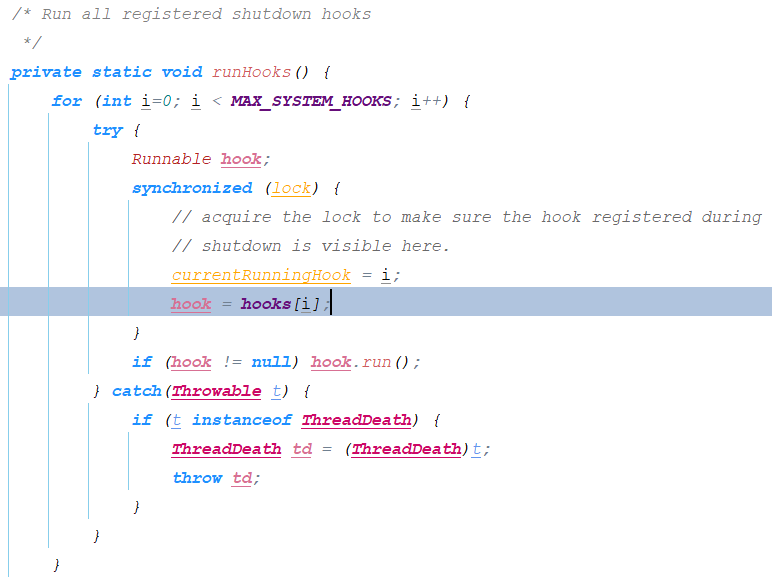 /* Run all registered shutdown hooks
 */
private static void runHooks() {
    for (int i=0; i < MAX_SYSTEM_HOOKS; i++) {
        try {
            Runnable hook;
            synchronized (lock) {
                // acquire the lock to make sure the hook registered during
                // shutdown is visible here.
                currentRunningHook = i;
                hook = hooks[i];
            }
            if (hook != null) hook.run();
        } catch(Throwable t) {
            if (t instanceof ThreadDeath) {
                ThreadDeath td = (ThreadDeath)t;
                throw td;
            }
        }
    }